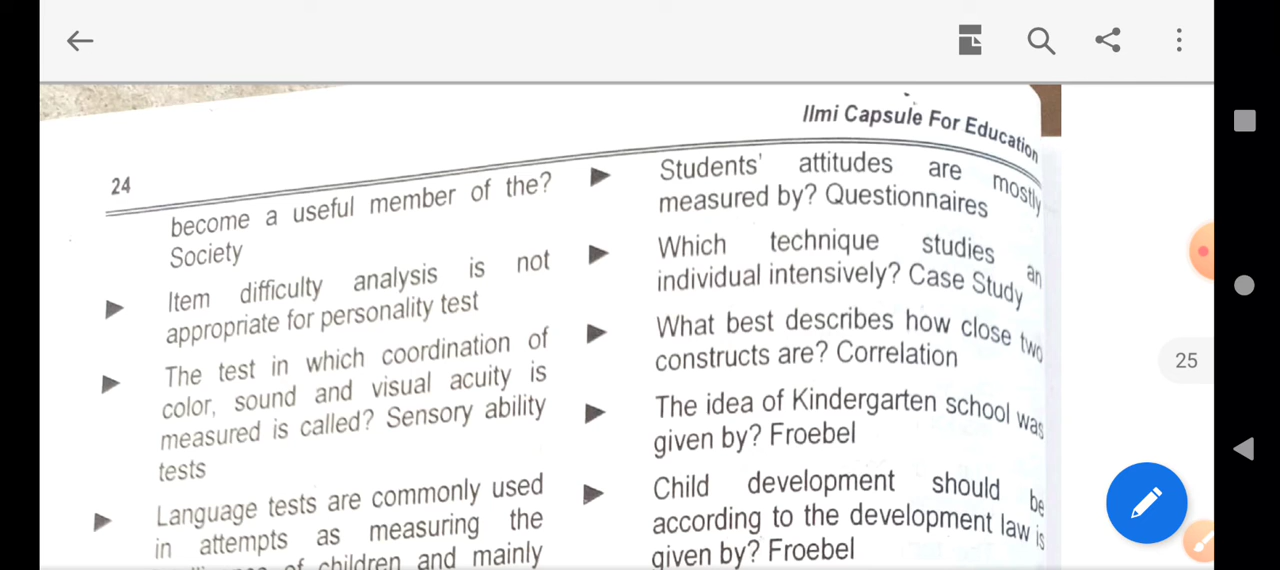 Ilmi Capsule For Education
24
become a useful member of the?
Society
Item difficulty analysis is not
appropriate for personality test
The test in which coordination of
color, sound and visual acuity is
measured is called? Sensory ability
tests
Language tests are commonly used
in attempts as measuring the
of children and mainly
Students' attitudes are mostly
measured by? Questionnaires
Which technique studies an
individual intensively? Case Study
What best describes how close two
constructs are? Correlation
The idea of Kindergarten school was
given by? Froebel
Child development should be
according to the development law is
given by? Froebel
25